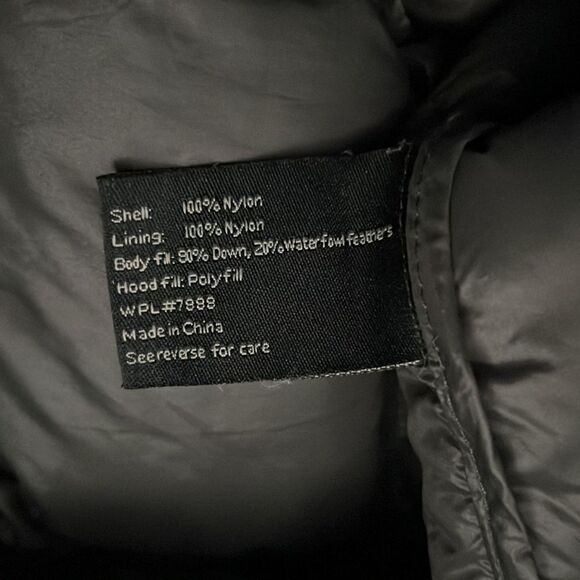 Shell: 100% Nylon
Lining: 100% Nylon
Body fill: 80% Down, 20% Waterfowl feathers
Hood fill: Polyfill
WPL#7888
Made in China
See reverse for care